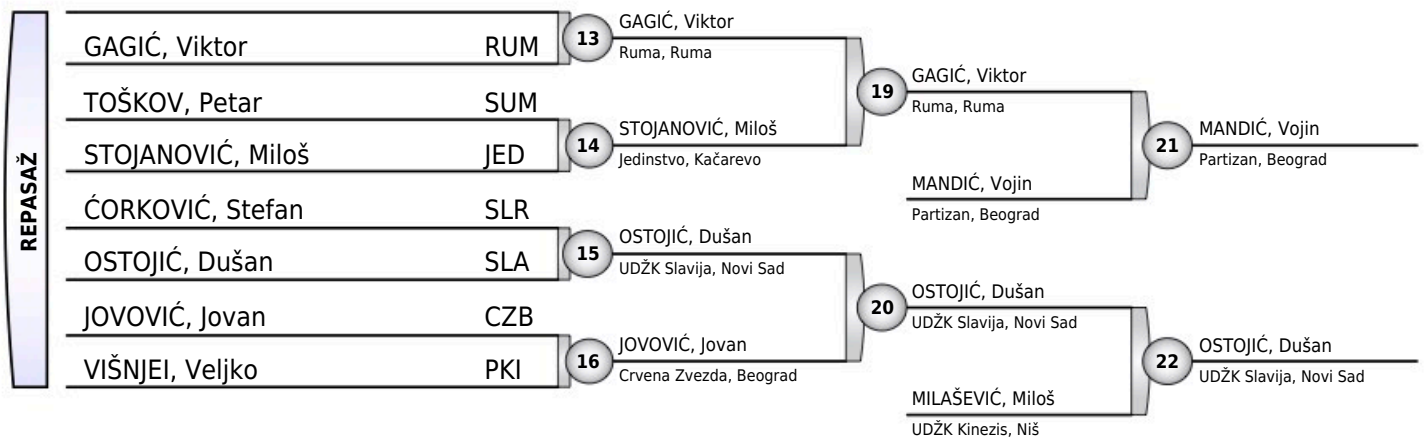 REPASAŽ
GAGIĆ, Viktor RUM
TOŠKOV, Petar SUM
STOJANOVIĆ, Miloš JED
ĆORKOVIĆ, Stefan SLR
OSTOJIĆ, Dušan SLA
JOVOVIĆ, Jovan CZB
VIŠNJEI, Veljko PKI
13
GAGIĆ, Viktor
Ruma, Ruma
14
STOJANOVIĆ, Miloš
Jedinstvo, Kačarevo
15
OSTOJIĆ, Dušan
UDŽK Slavija, Novi Sad
16
JOVOVIĆ, Jovan
Crvena Zvezda, Beograd
19
GAGIĆ, Viktor
Ruma, Ruma
MANDIĆ, Vojin
Partizan, Beograd
20
OSTOJIĆ, Dušan
UDŽK Slavija, Novi Sad
MILAŠEVIĆ, Miloš
UDŽK Kinezis, Niš
21
MANDIĆ, Vojin
Partizan, Beograd
22
OSTOJIĆ, Dušan
UDŽK Slavija, Novi Sad